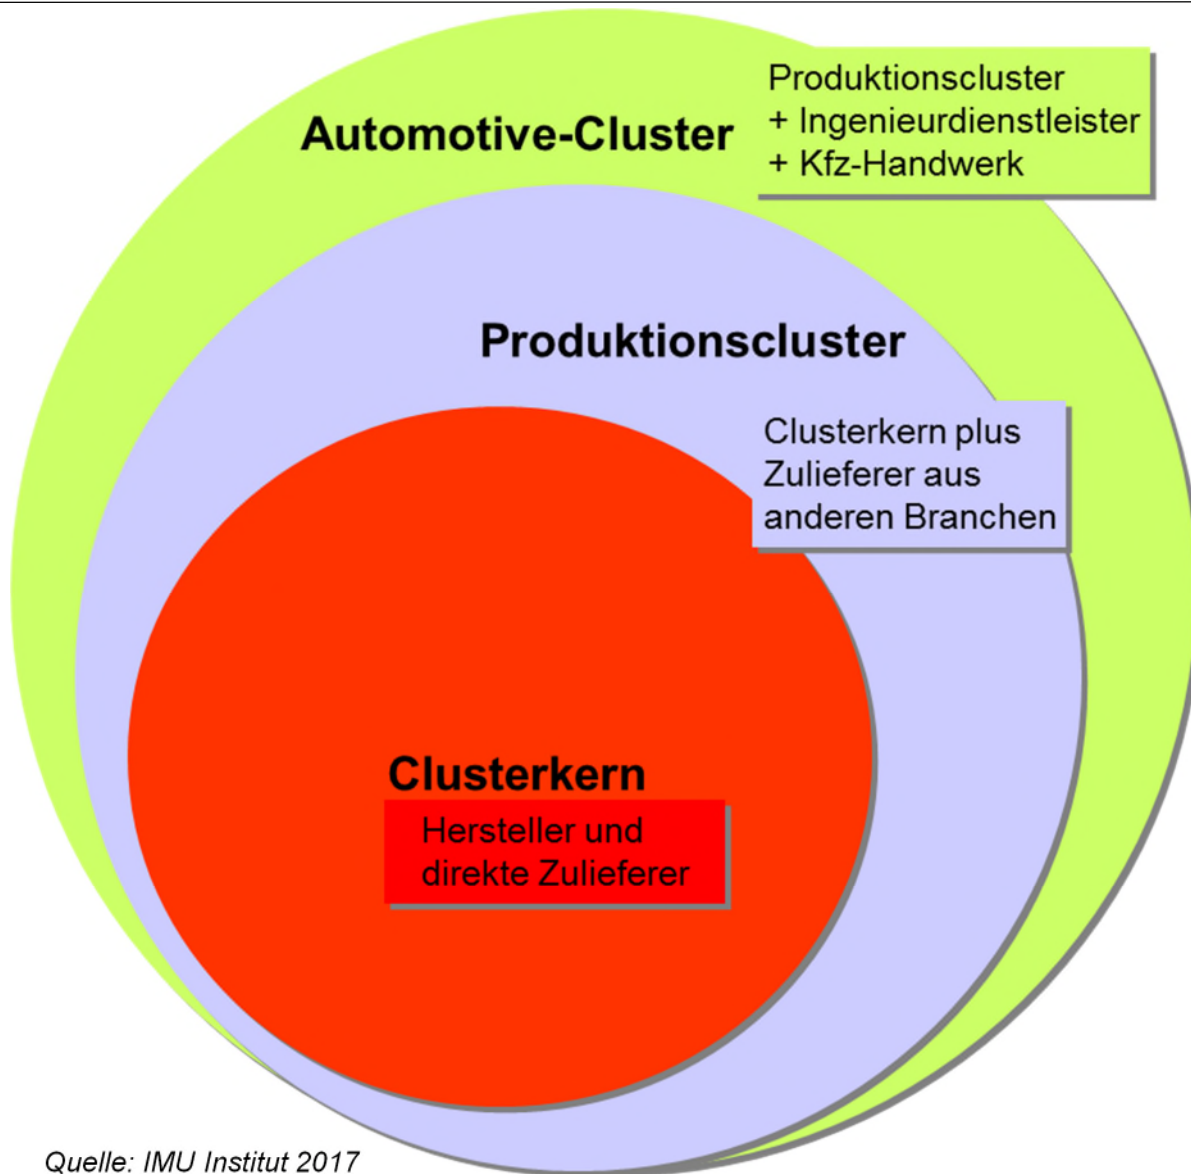 Automotive-Cluster
Produktionscluster
+ Ingenieurdienstleister
+ Kfz-Handwerk
Produktionscluster
Clusterkern plus
Zulieferer aus
anderen Branchen
Clusterkern
Hersteller und
direkte Zulieferer
Quelle: IMU Institut 2017